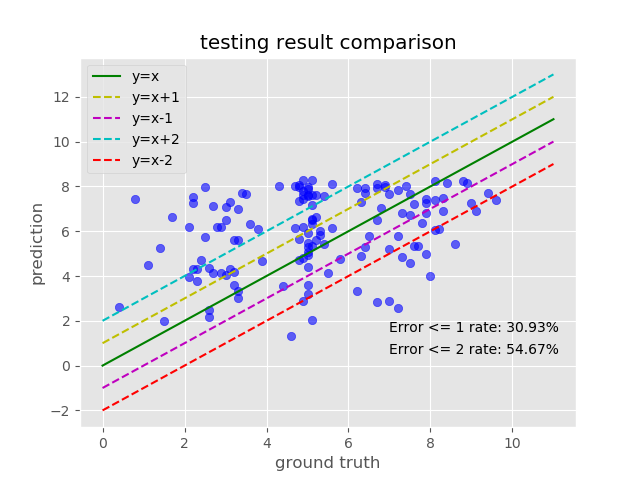 testing result comparison
y=x
y=x+1
y=x-1
y=x+2
y=x-2
12
10
8
6
4
2
0
−2
prediction
Error <= 1 rate: 30.93%
Error <= 2 rate: 54.67%
0 2 4 6 8 10
ground truth